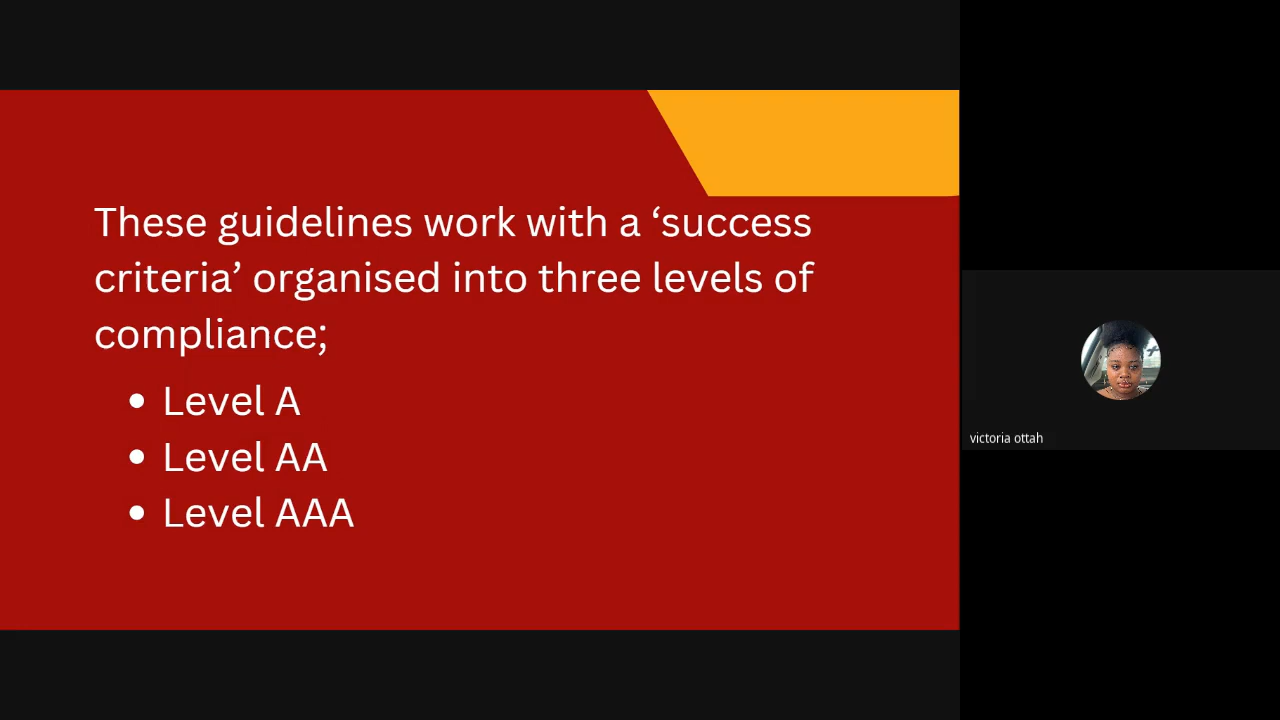 These guidelines work with a ‘success
criteria’ organised into three levels of
compliance;
• Level A
• Level AA
• Level AAA
victoria ottah